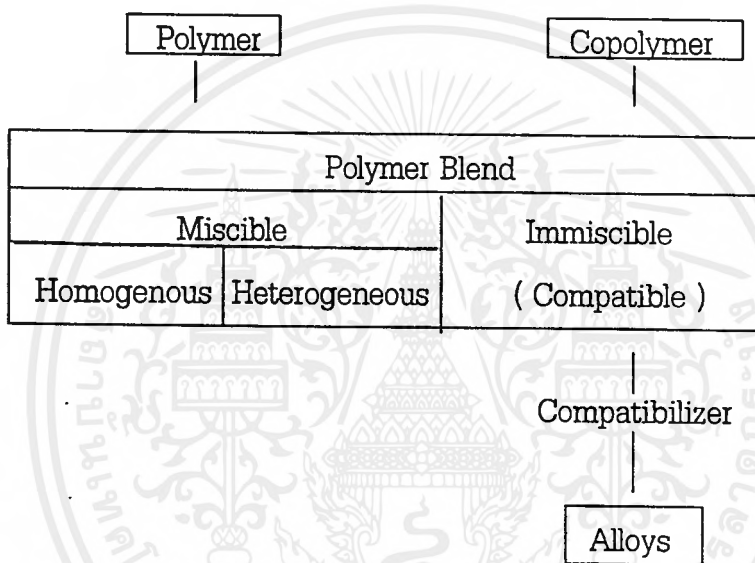 Polymer
Copolymer
Polymer Blend
Miscible
Immiscible
Homogenous
Heterogeneous
( Compatible )
Compatibilizer
Alloys